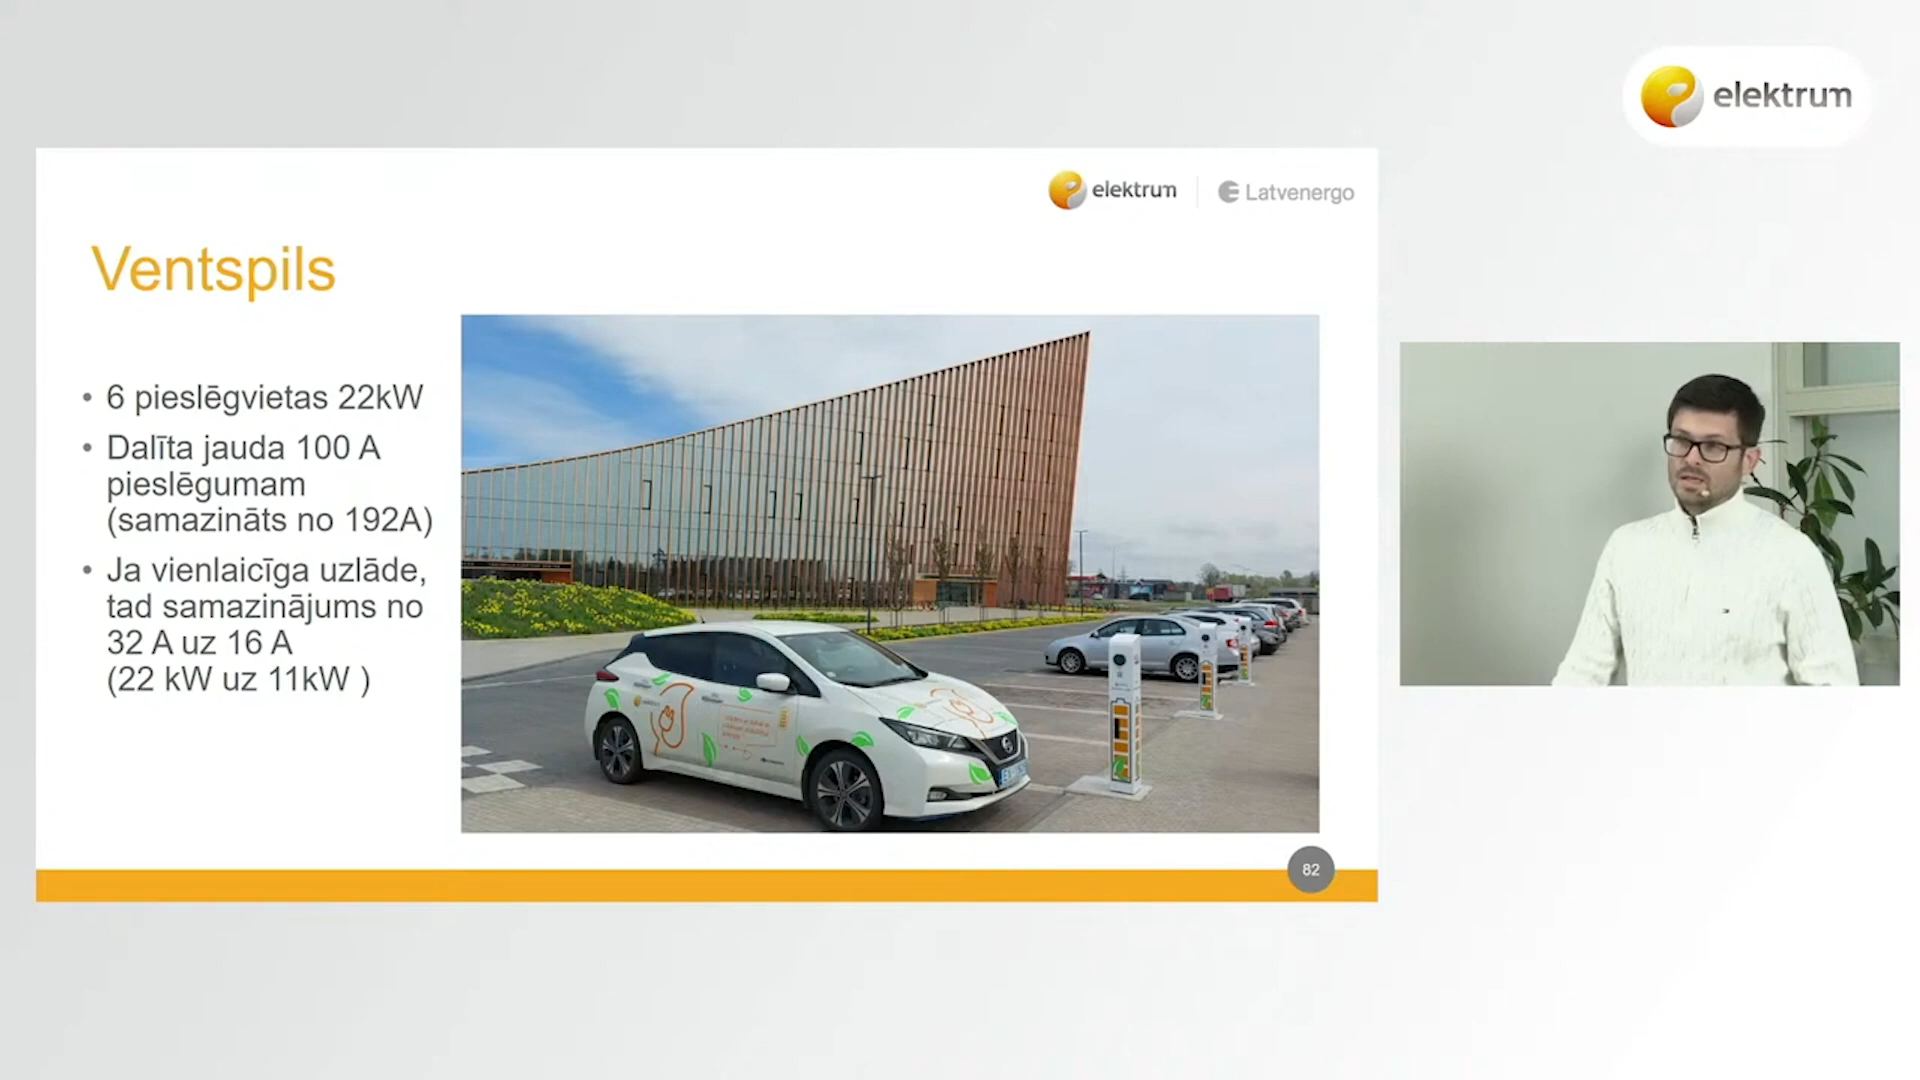 elektrum
elektrum
Latvenergo
Ventspils
• 6 pieslēgvietas 22kW
• Dalīta jauda 100 A
pieslēgumam
(samazināts no 192A)
• Ja vienlaicīga uzlāde,
tad samazinājums no
32 A uz 16 A
(22 kW uz 11kW )
82